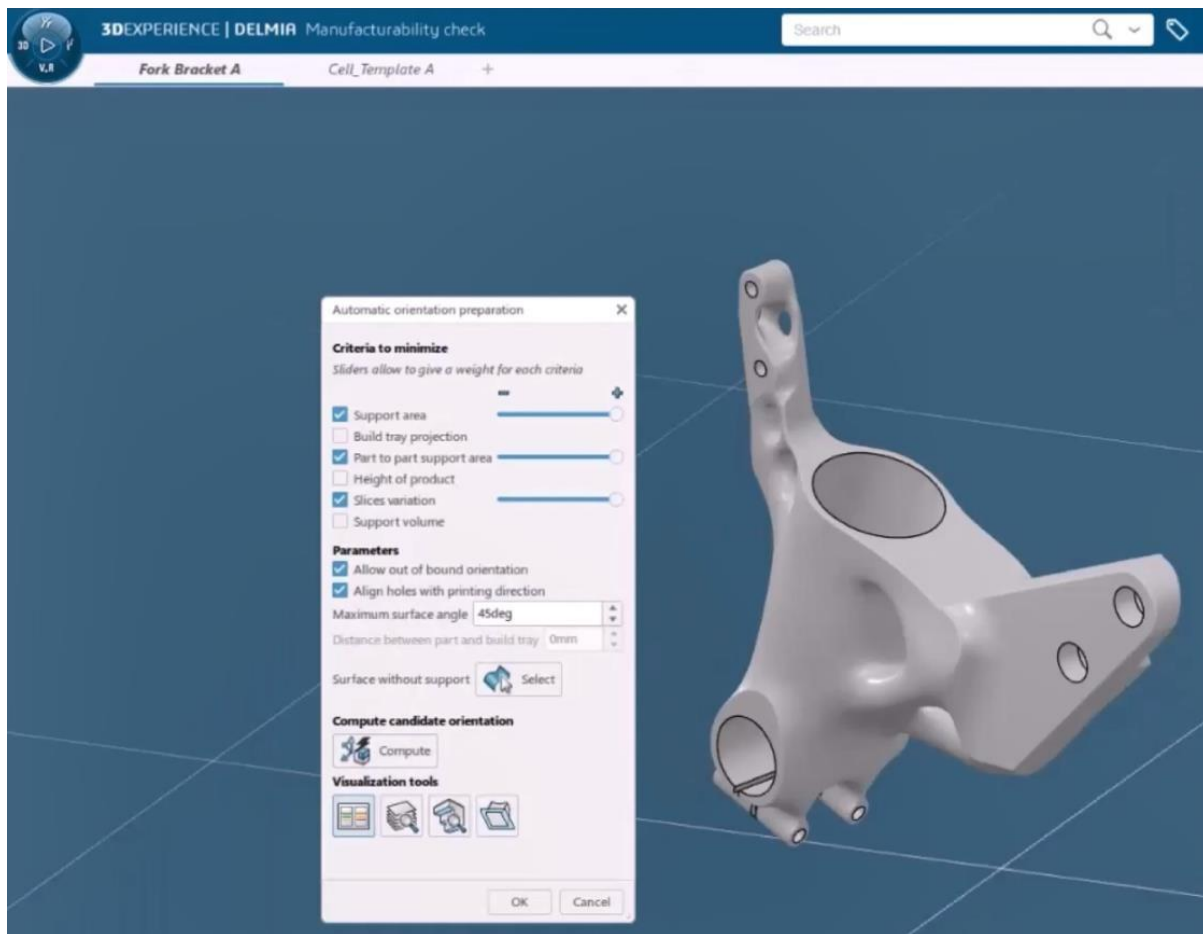 3DEXPERIENCE | DELMIA Manufacturability check
Search
3D
V,R
Fork Bracket A
Cell_Template A
+
Automatic orientation preparation
Criteria to minimize
Sliders allow to give a weight for each criteria
Support area
Build tray projection
Part to part support area
Height of product
Slices variation
Support volume
Parameters
Allow out of bound orientation
Align holes with printing direction
Maximum surface angle 45deg
Distance between part and build tray 0mm
Surface without support Select
Compute candidate orientation
Compute
Visualization tools
OK Cancel